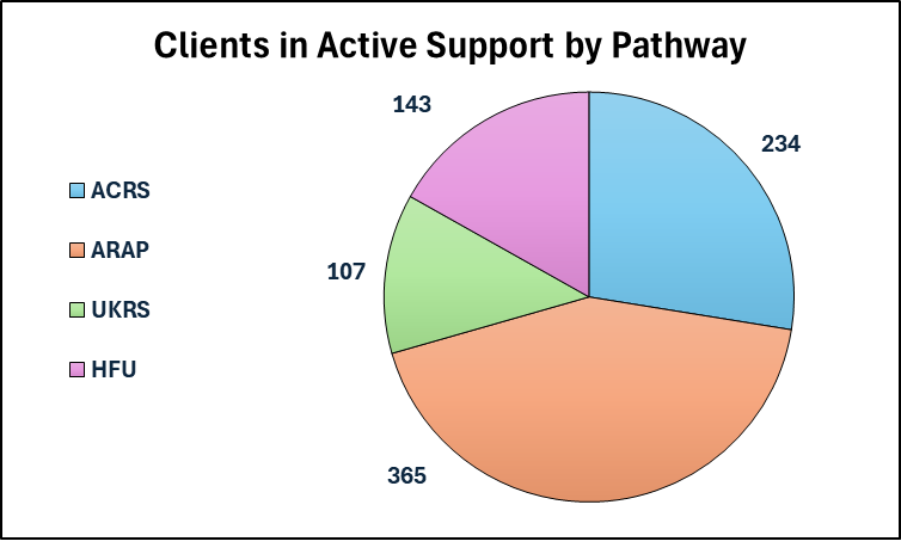 Clients in Active Support by Pathway
143
234
ACRS
ARAP
107
UKRS
HFU
365